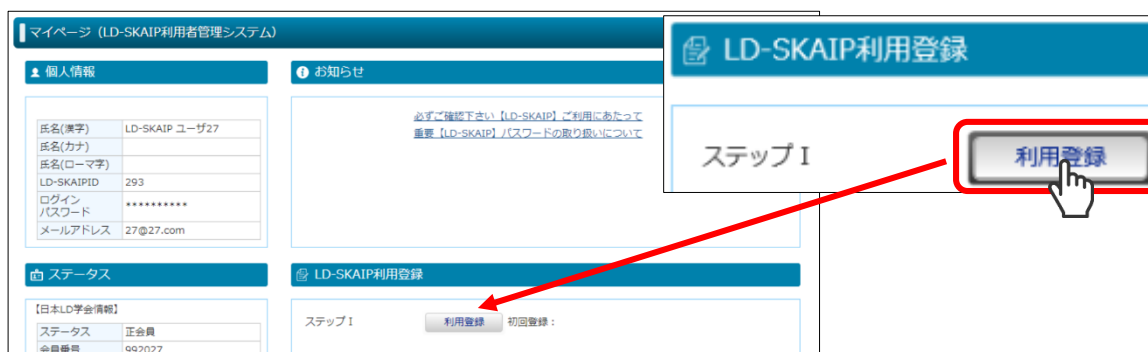 マイページ（LD-SKAIP利用者管理システム）
個人情報
氏名(漢字) LD-SKAIP ユーザ27
氏名(カナ)
氏名(ローマ字)
LD-SKAIPID 293
ログイン
パスワード **********
メールアドレス 27@27.com
お知らせ
必ずご確認下さい【LD-SKAIP】ご利用にあたって
重要【LD-SKAIP】パスワードの取り扱いについて
LD-SKAIP利用登録
ステップ I 利用登録
ステータス
【日本LD学会情報】
ステータス 正会員
会員番号 992027
LD-SKAIP利用登録
ステップ I 利用登録 初回登録：